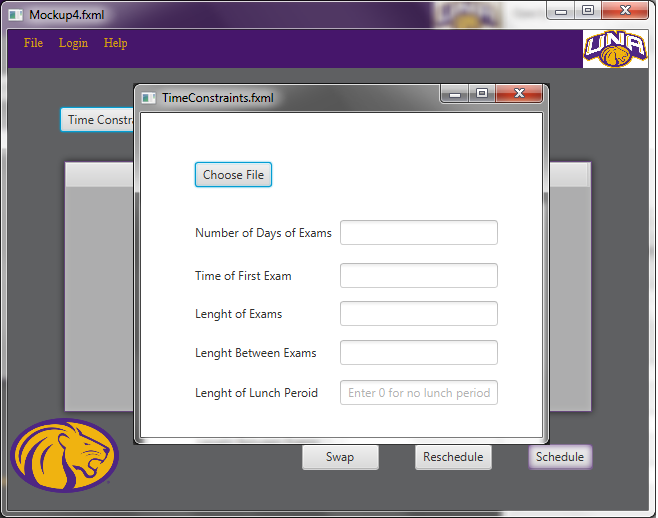 Mockup4.fxml
File Login Help
UNA
Time Constra
TimeConstraints.fxml
Choose File
Number of Days of Exams
Time of First Exam
Lenght of Exams
Lenght Between Exams
Lenght of Lunch Peroid Enter 0 for no lunch period
Swap Reschedule Schedule